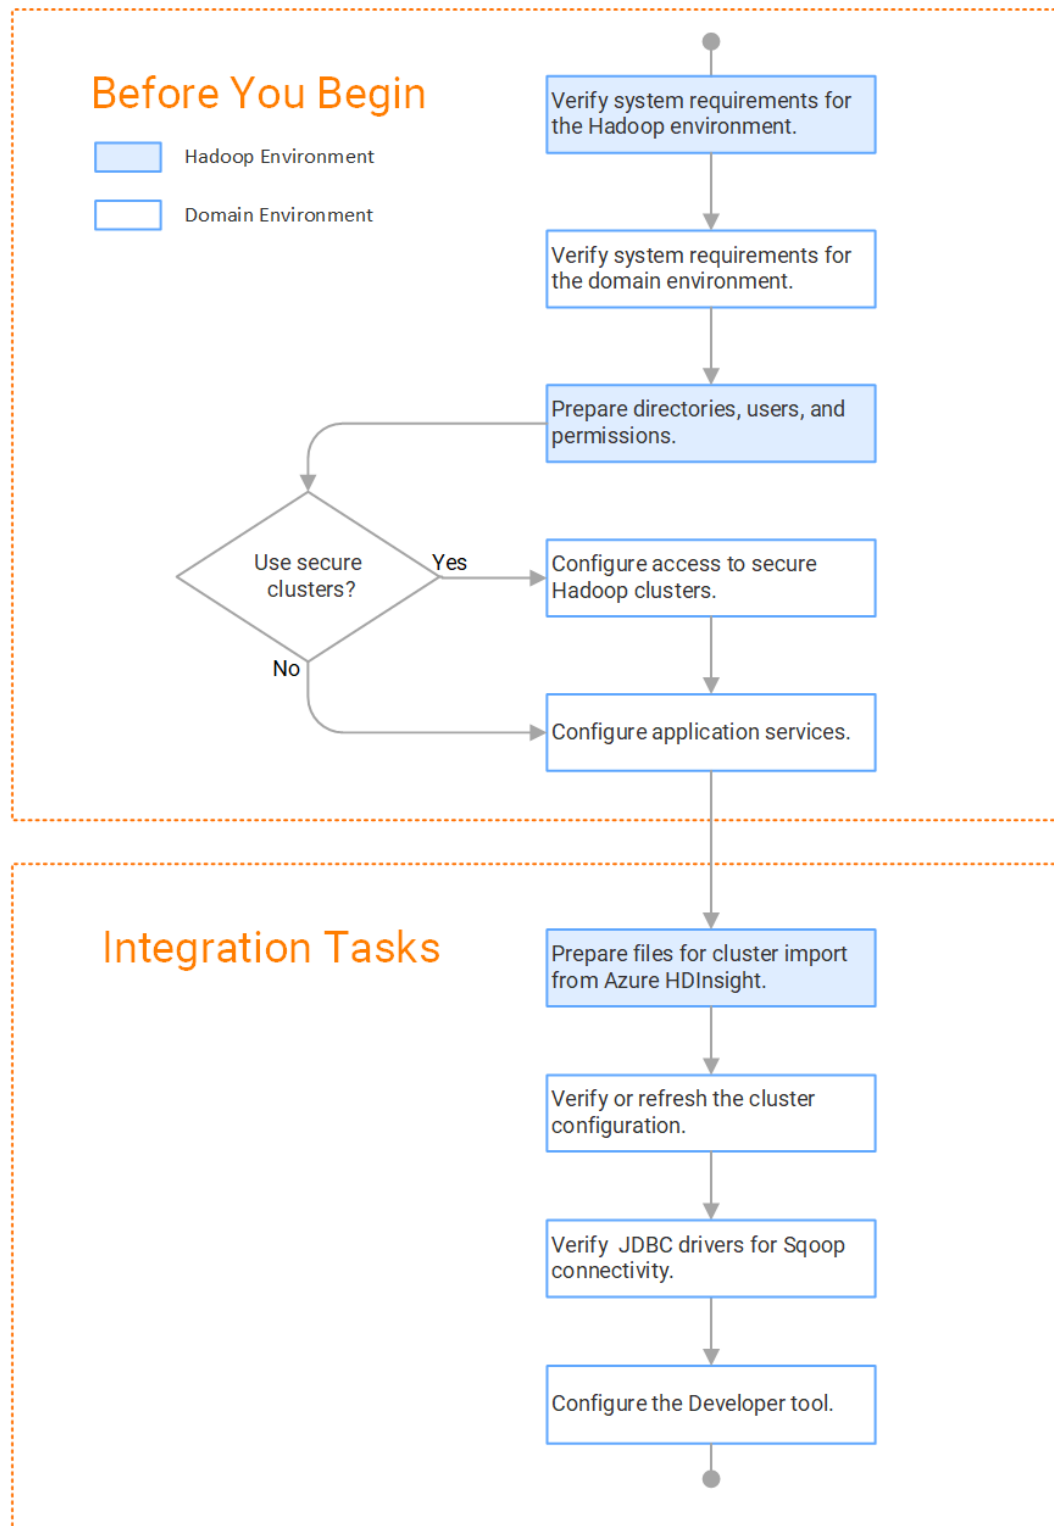 Before You Begin
Hadoop Environment
Domain Environment
Verify system requirements for
the Hadoop environment.
Verify system requirements for
the domain environment.
Prepare directories, users, and
permissions.
Use secure
clusters?
Yes
No
Configure access to secure
Hadoop clusters.
Configure application services.
Integration Tasks
Prepare files for cluster import
from Azure HDInsight.
Verify or refresh the cluster
configuration.
Verify JDBC drivers for Sqoop
connectivity.
Configure the Developer tool.